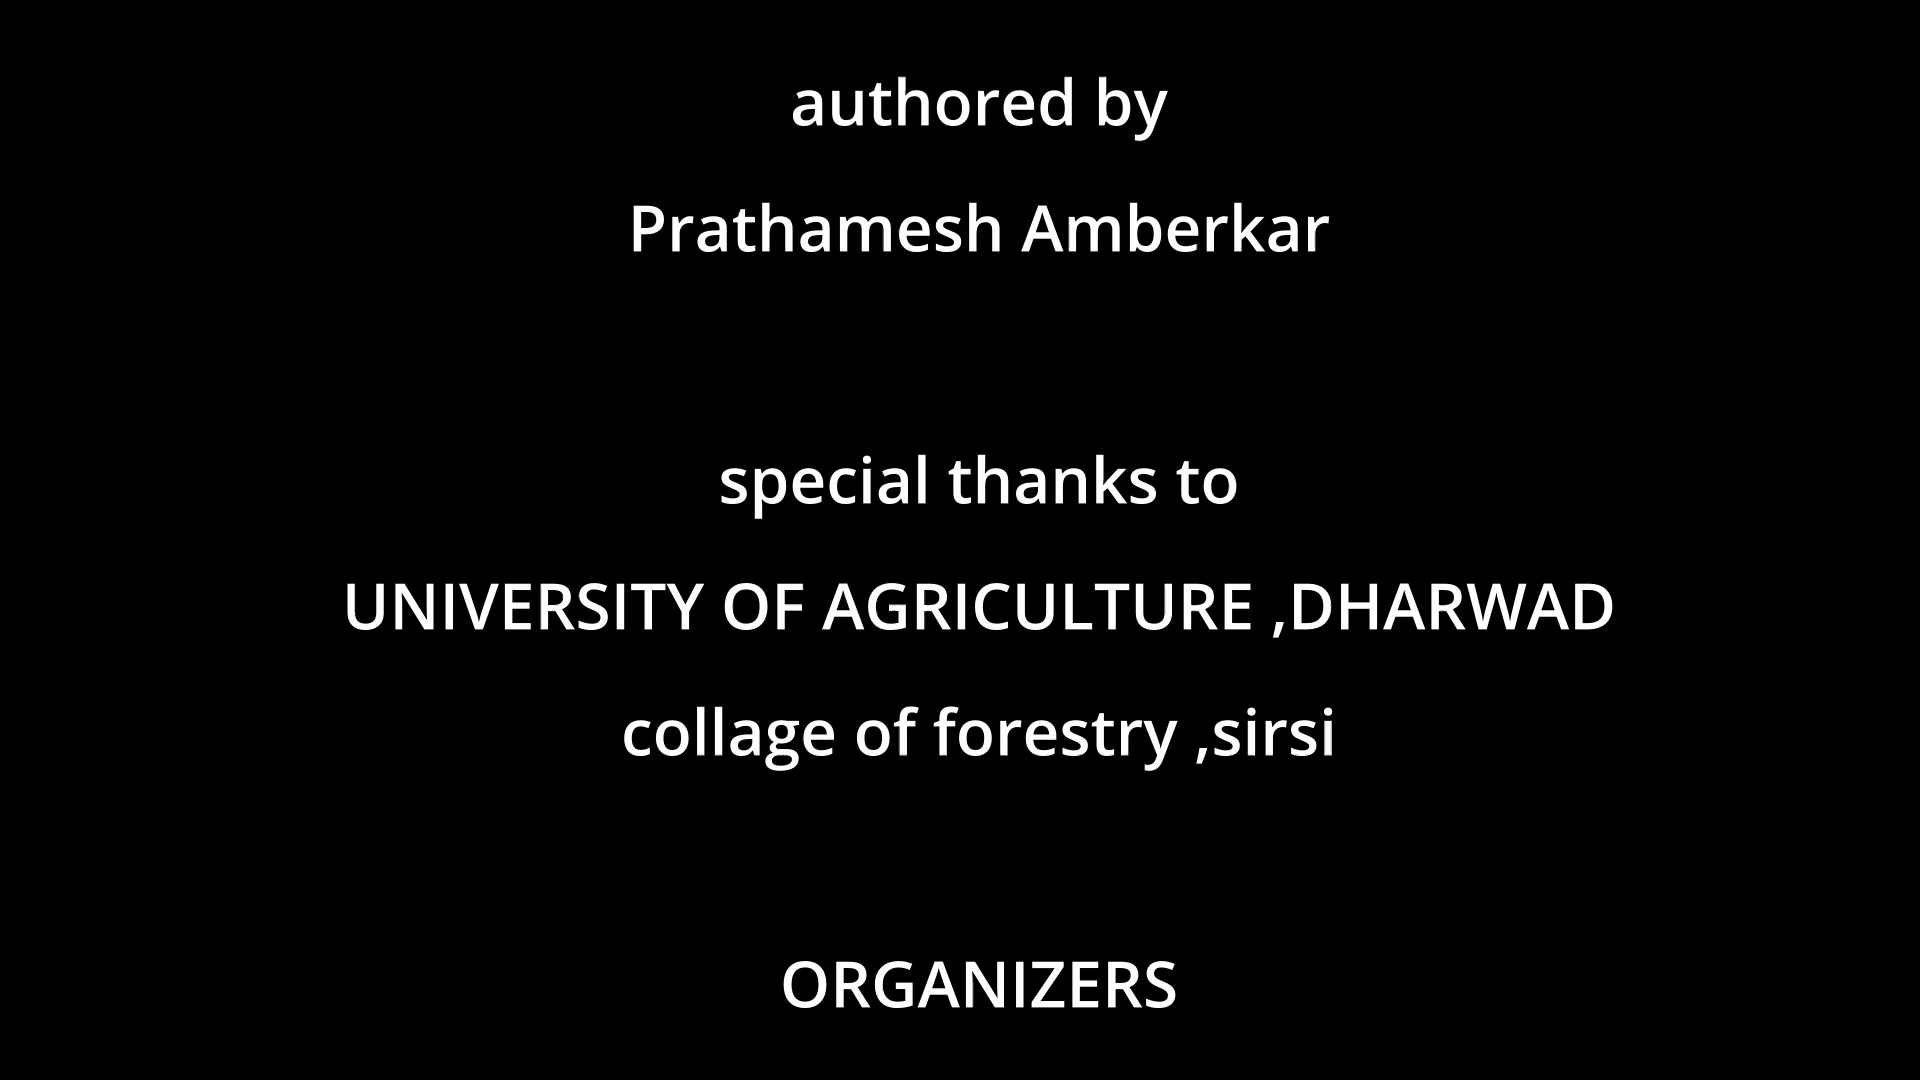 authored by
Prathamesh Amberkar
special thanks to
UNIVERSITY OF AGRICULTURE ,DHARWAD
collage of forestry ,sirsi
ORGANIZERS